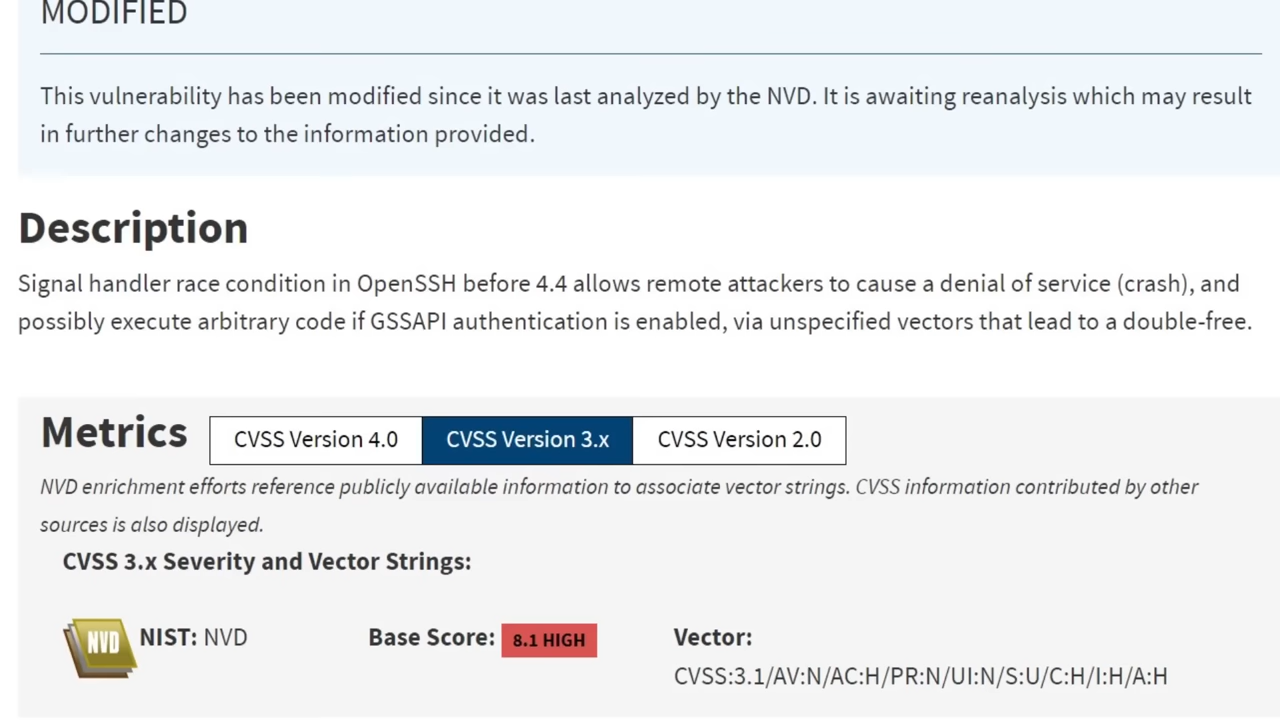 MODIFIED
This vulnerability has been modified since it was last analyzed by the NVD. It is awaiting reanalysis which may result
in further changes to the information provided.
Description
Signal handler race condition in OpenSSH before 4.4 allows remote attackers to cause a denial of service (crash), and
possibly execute arbitrary code if GSSAPI authentication is enabled, via unspecified vectors that lead to a double-free.
Metrics CVSS Version 4.0 CVSS Version 3.x CVSS Version 2.0
NVD enrichment efforts reference publicly available information to associate vector strings. CVSS information contributed by other
sources is also displayed.
CVSS 3.x Severity and Vector Strings:
NVD NIST: NVD Base Score: 8.1 HIGH Vector:
CVSS:3.1/AV:N/AC:H/PR:N/UI:N/S:U/C:H/I:H/A:H